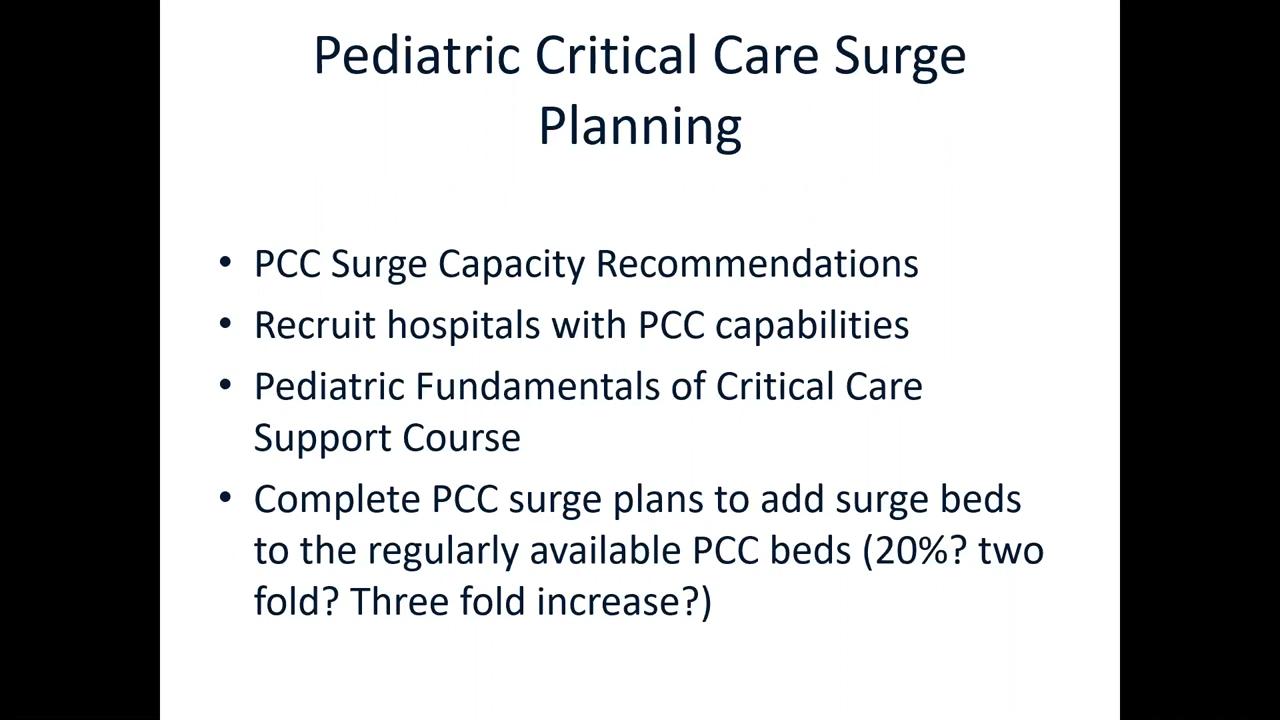 Pediatric Critical Care Surge
Planning
• PCC Surge Capacity Recommendations
• Recruit hospitals with PCC capabilities
• Pediatric Fundamentals of Critical Care
Support Course
• Complete PCC surge plans to add surge beds
to the regularly available PCC beds (20%? two
fold? Three fold increase?)